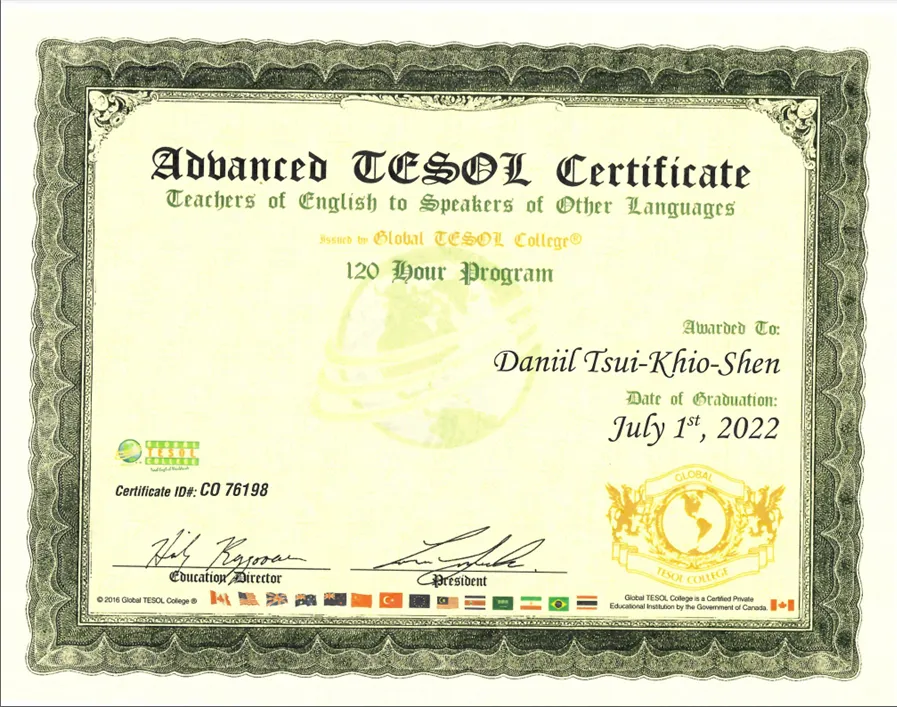 Advanced TESOL Certificate
Teachers of English to Speakers of Other Languages
Issued by Global TESOL College®
120 Hour Program
Awarded To:
Daniil Tsui-Khio-Shen
Date of Graduation:
July 1st, 2022
GLOBAL
TESOL
COLLEGE
Certificate ID#: CO 76198
GLOBAL
TESOL COLLEGE
Education Director
President
© 2016 Global TESOL College ®
Global TESOL College is a Certified Private
Educational Institution by the Government of Canada.